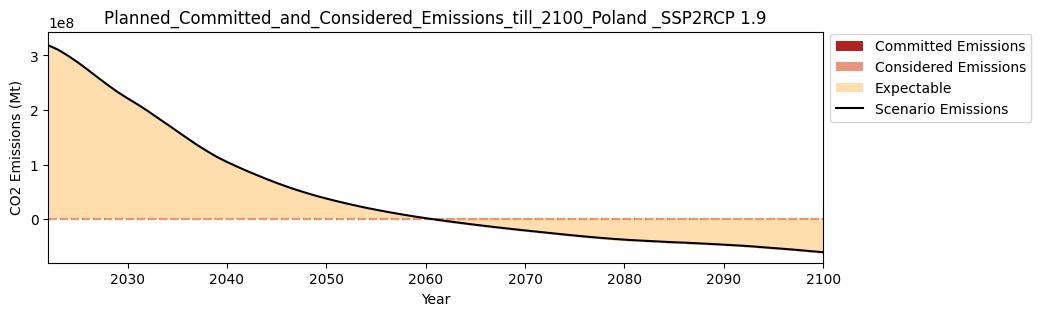 Planned_Committed_and_Considered_Emissions_till_2100_Poland _SSP2RCP 1.9
1e8
3
2
1
0
CO2 Emissions (Mt)
2030 2040 2050 2060 2070 2080 2090 2100
Year
Committed Emissions
Considered Emissions
Expectable
Scenario Emissions